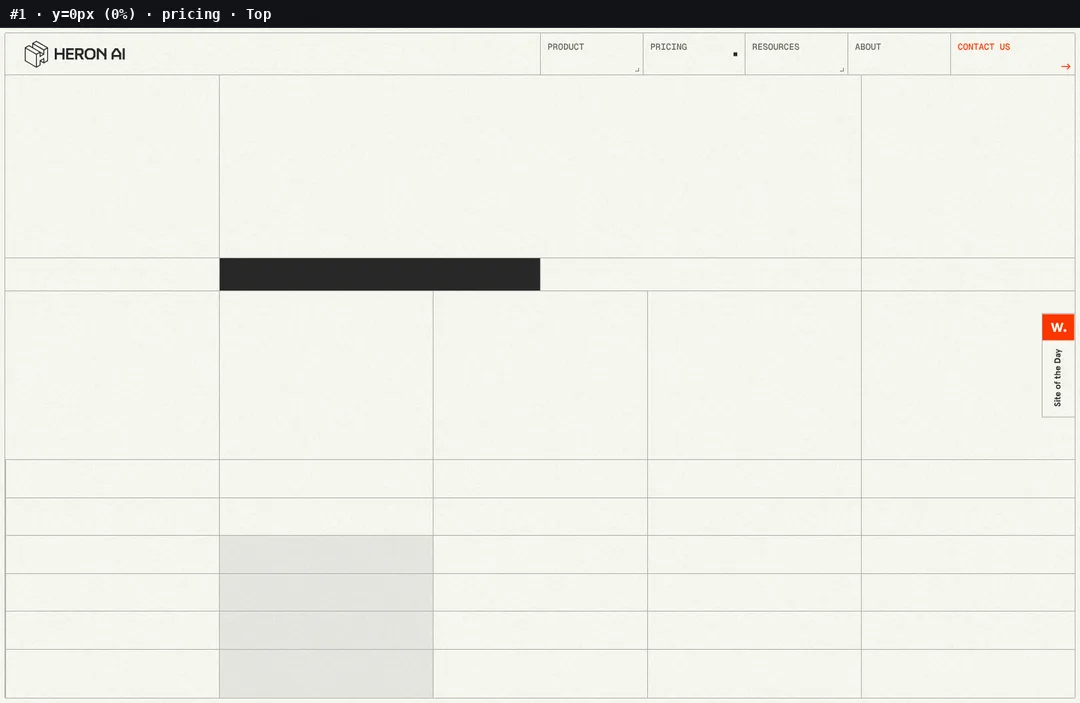 #1 · y=0px (0%) · pricing · Top
HERON AI
PRODUCT
PRICING
RESOURCES
ABOUT
CONTACT US
→
W.
Site of the Day